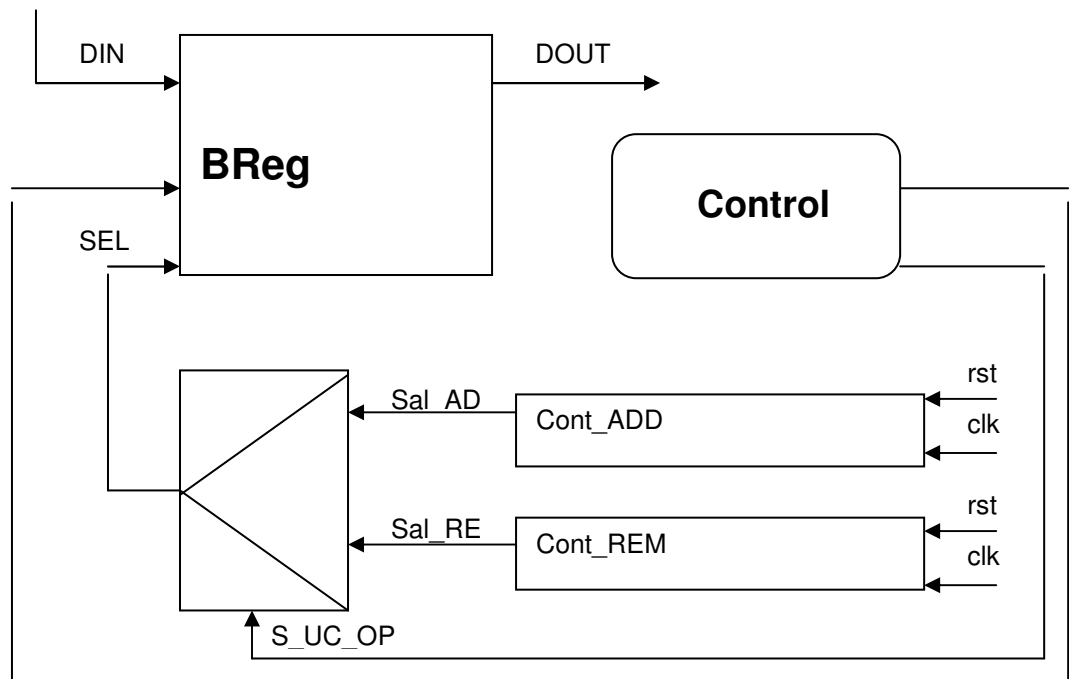 DIN
DOUT
BReg
Control
SEL
Sal_AD
Cont_ADD
rst
clk
Sal_RE
Cont_REM
rst
clk
S_UC_OP